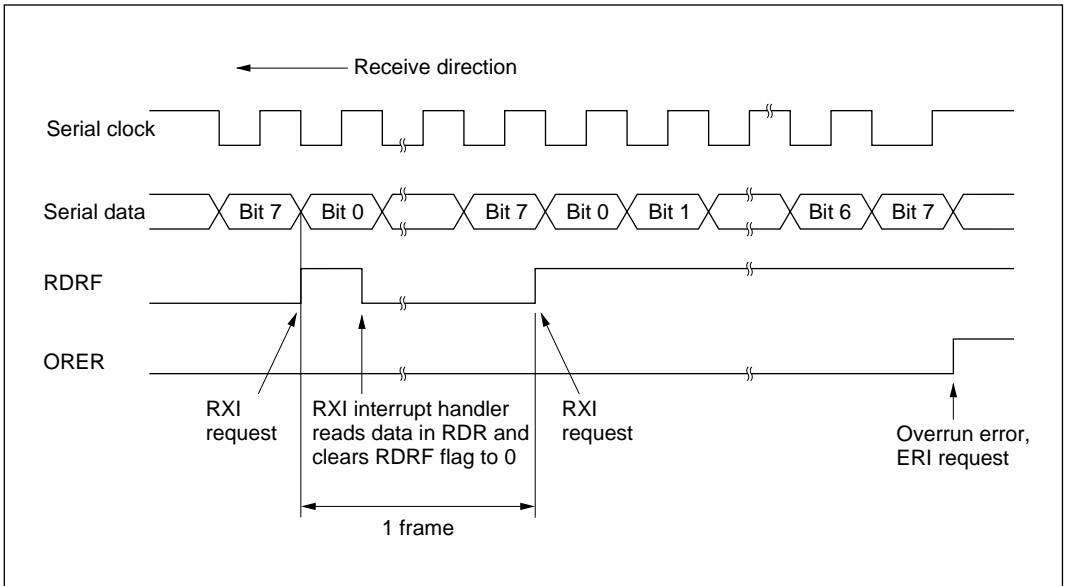 Receive direction
Serial clock
Serial data
Bit 7
Bit 0
Bit 7
Bit 0
Bit 1
Bit 6
Bit 7
RDRF
ORER
RXI
request
RXI interrupt handler
reads data in RDR and
clears RDRF flag to 0
RXI
request
Overrun error,
ERI request
1 frame